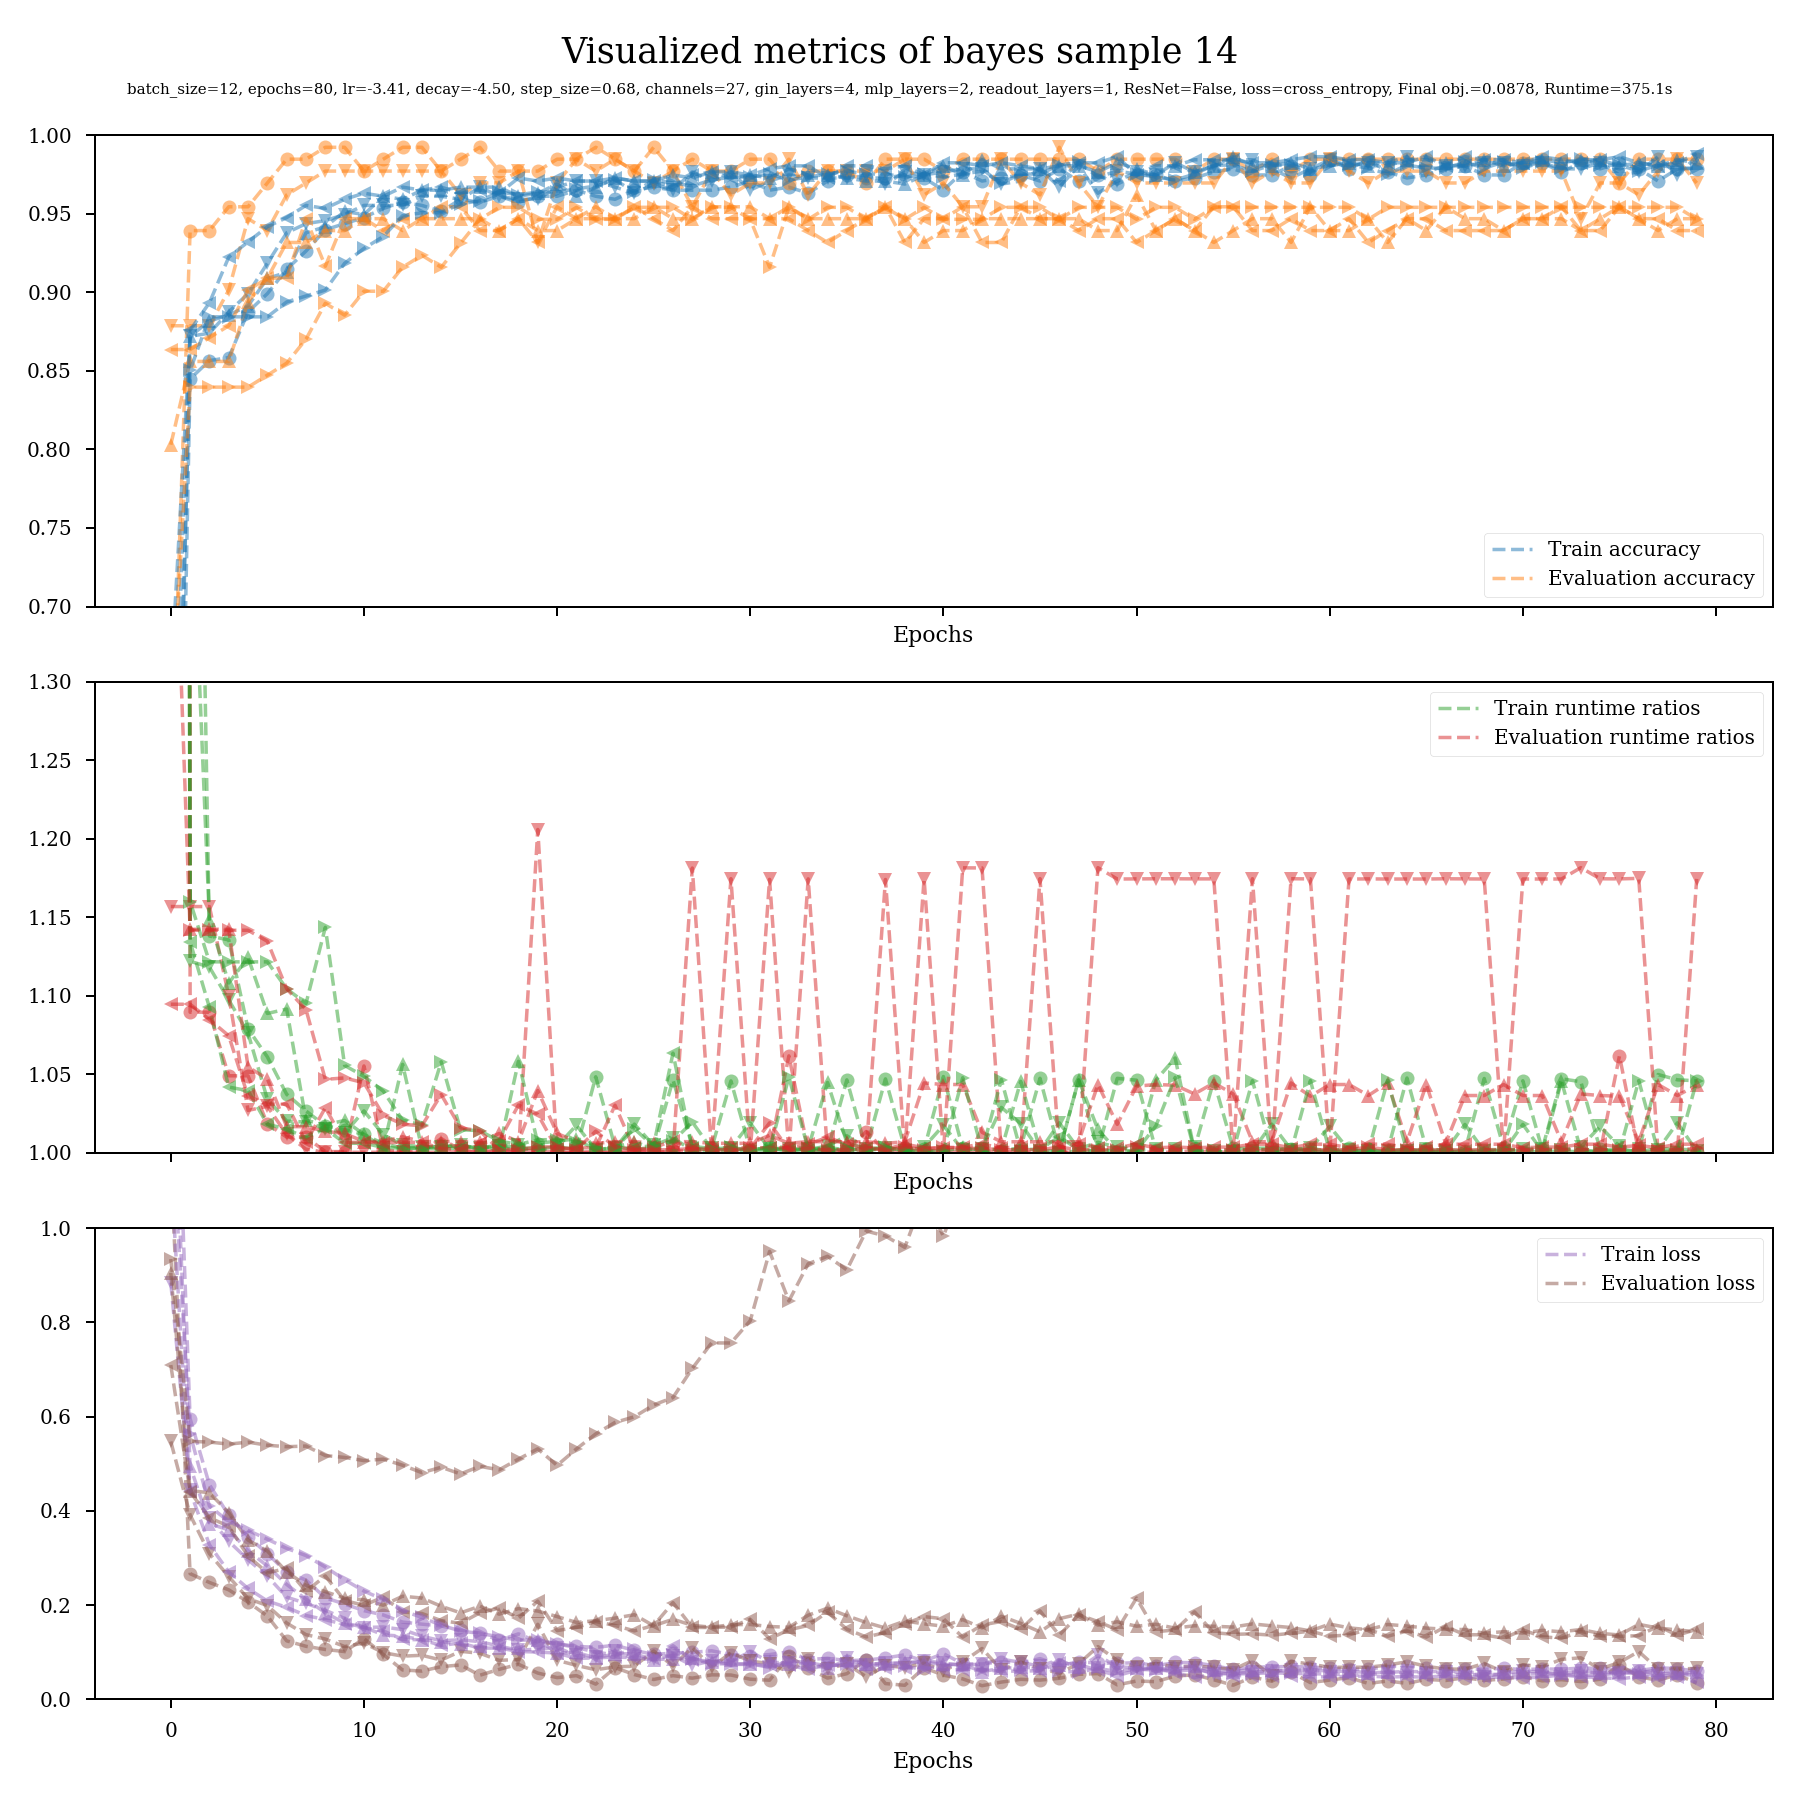 Visualized metrics of bayes sample 14
batch_size=12, epochs=80, lr=-3.41, decay=-4.50, step_size=0.68, channels=27, gin_layers=4, mlp_layers=2, readout_layers=1, ResNet=False, loss=cross_entropy, Final obj.=0.0878, Runtime=375.1s
1.00
0.95
0.90
0.85
0.80
0.75
0.70
Train accuracy
Evaluation accuracy
Epochs
1.30
1.25
1.20
1.15
1.10
1.05
1.00
Train runtime ratios
Evaluation runtime ratios
Epochs
1.0
0.8
0.6
0.4
0.2
0.0
Train loss
Evaluation loss
0 10 20 30 40 50 60 70 80
Epochs